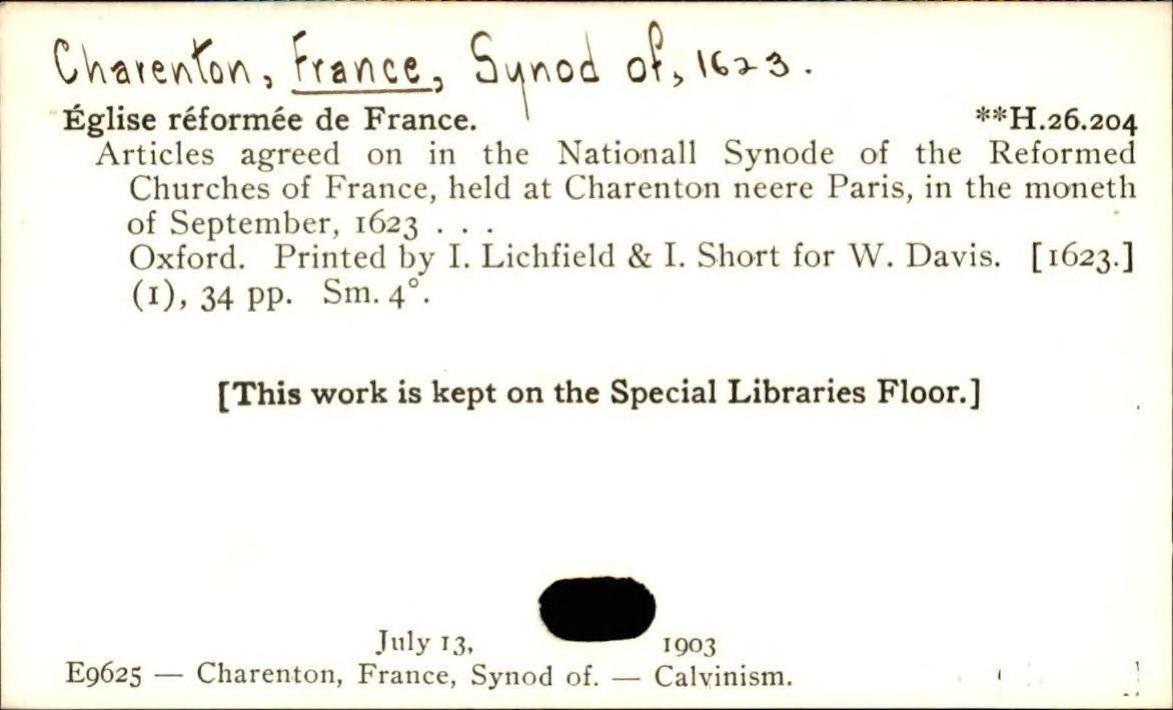 Charenton, France, Synod of, 1623.
Église réformée de France. **H.26.204
Articles agreed on in the Nationall Synode of the Reformed
Churches of France, held at Charenton neere Paris, in the moneth
of September, 1623 . . .
Oxford. Printed by I. Lichfield & I. Short for W. Davis. [1623.]
(1), 34 pp. Sm. 4°.
[This work is kept on the Special Libraries Floor.]
July 13, 1903
E9625 — Charenton, France, Synod of. — Calvinism.